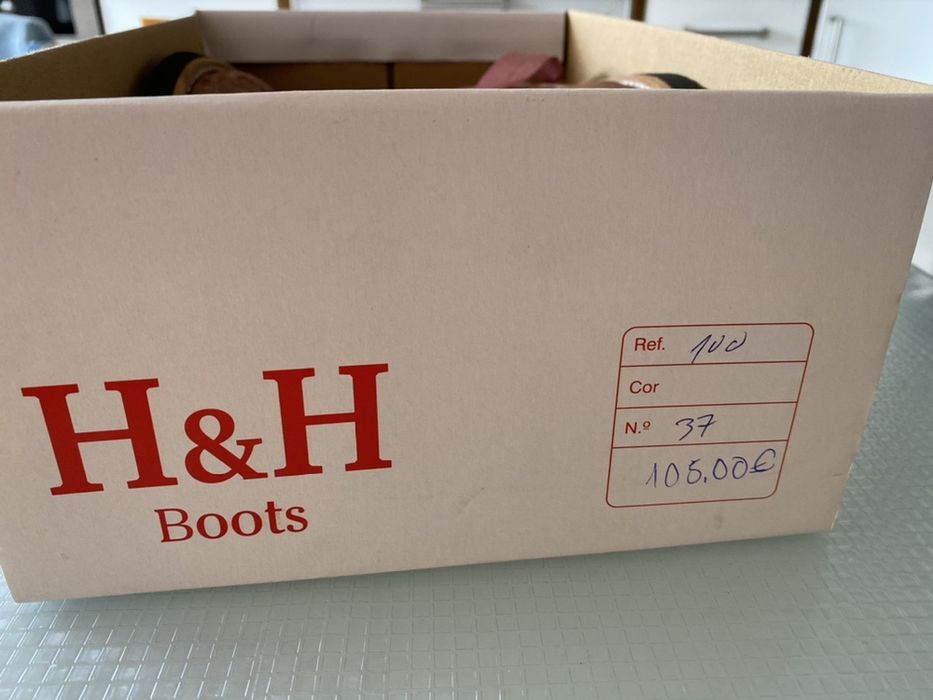 H&H
Boots
Ref. 100
Cor
N.º 37
105.00€